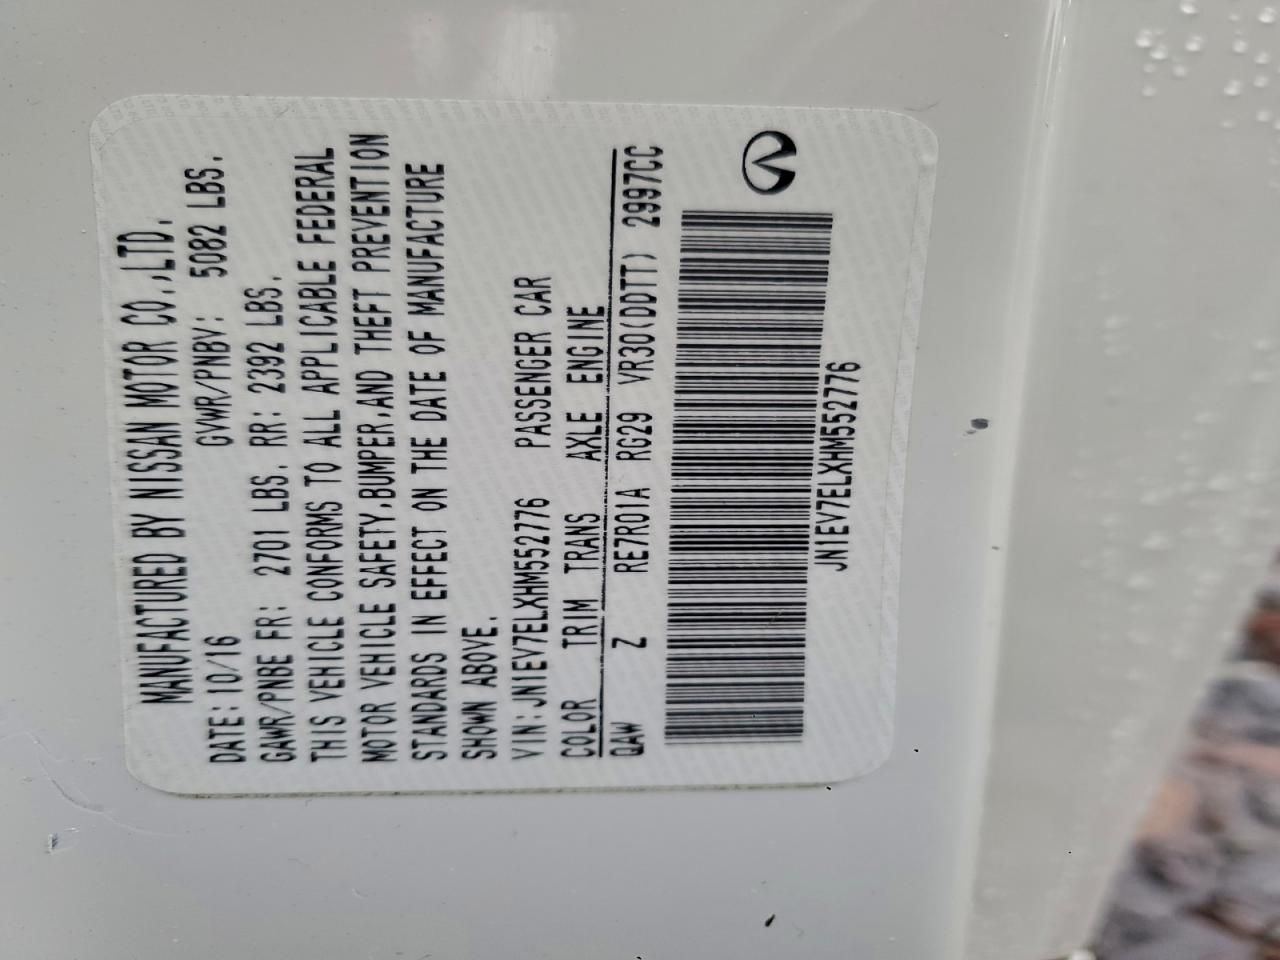 MANUFACTURED BY NISSAN MOTOR CO.,LTD.
DATE:10/16 GVWR/PNBV: 5082 LBS.
GAWR/PNBE FR: 2701 LBS. RR: 2392 LBS.
THIS VEHICLE CONFORMS TO ALL APPLICABLE FEDERAL
MOTOR VEHICLE SAFETY,BUMPER,AND THEFT PREVENTION
STANDARDS IN EFFECT ON THE DATE OF MANUFACTURE
SHOWN ABOVE.
VIN:JN1EV7ELXHM552776 PASSENGER CAR
COLOR TRIM TRANS AXLE ENGINE
QAW Z RE7R01A RG29 VR30(DDTT) 2997CC
JN1EV7ELXHM552776